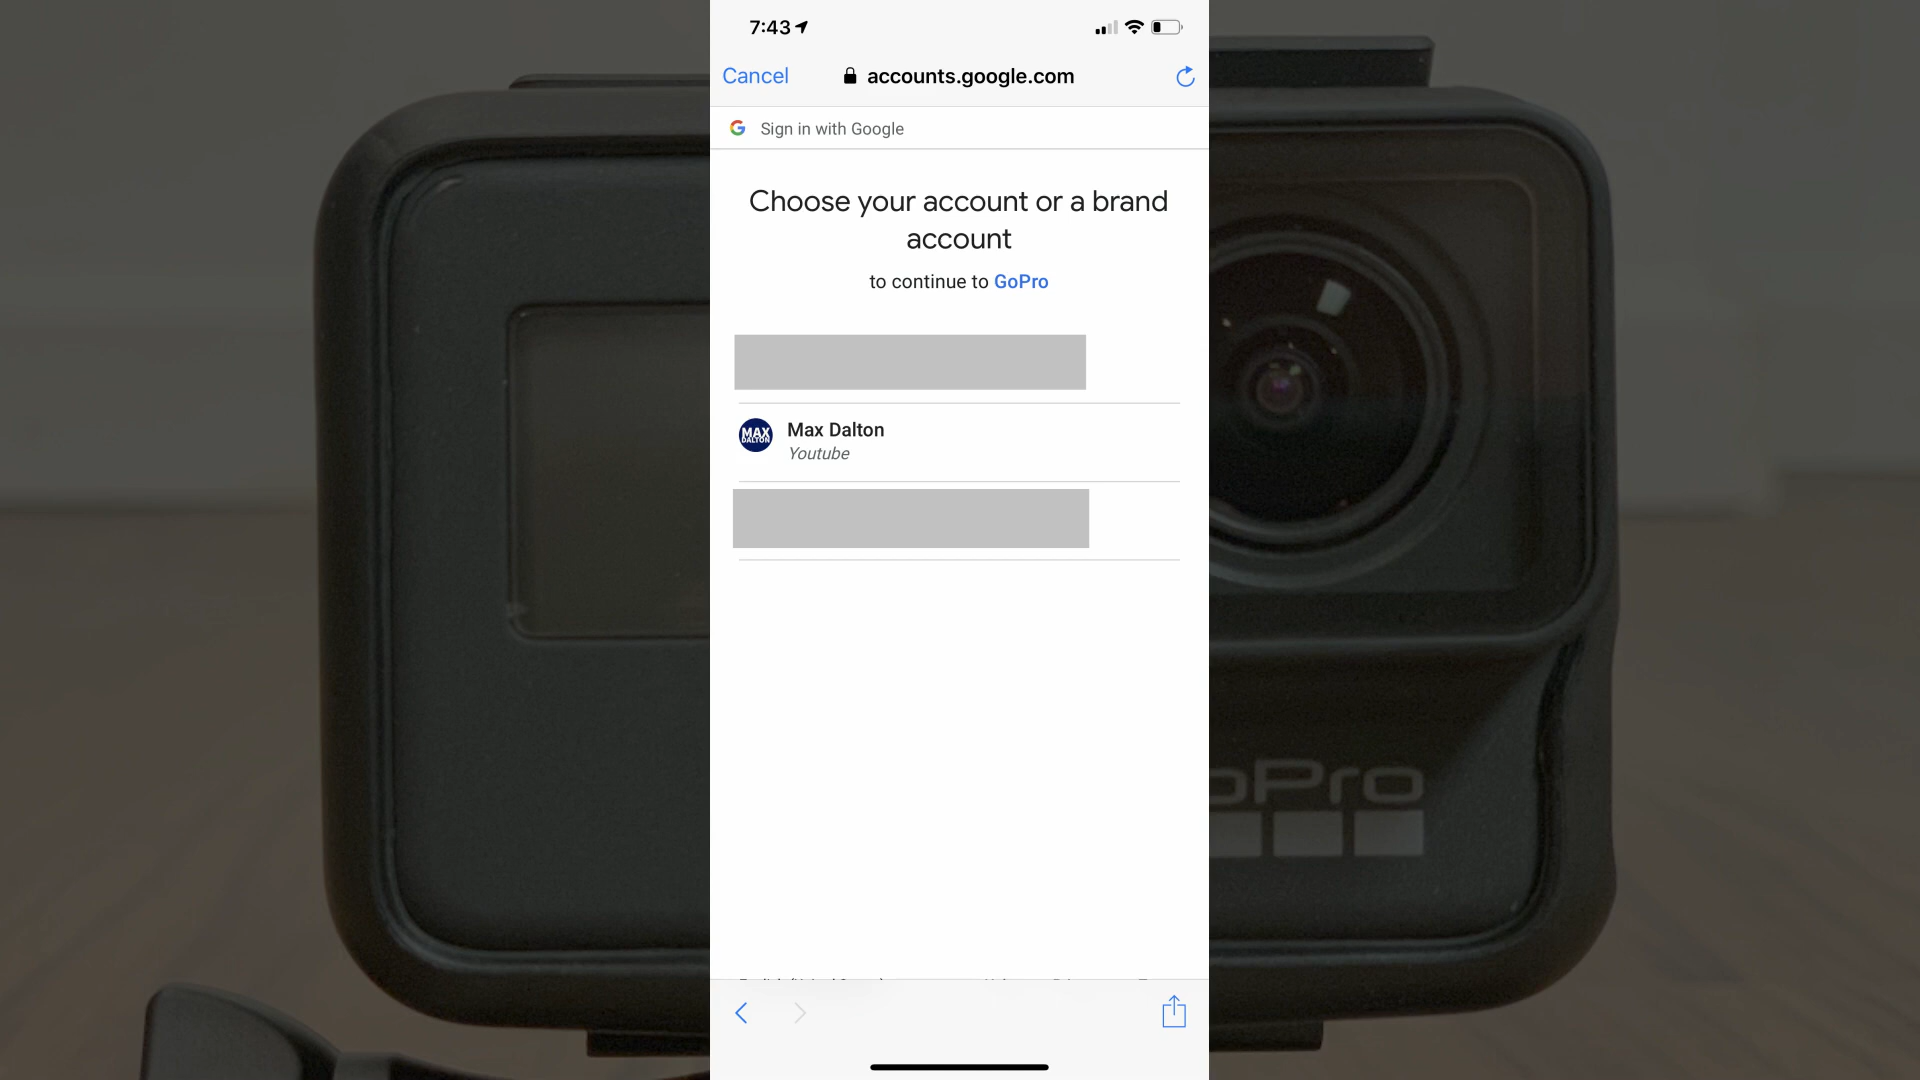 7:43
Cancel
accounts.google.com
Sign in with Google
Choose your account or a brand
account
to continue to GoPro
MAX
DALTON
Max Dalton
Youtube
oPro